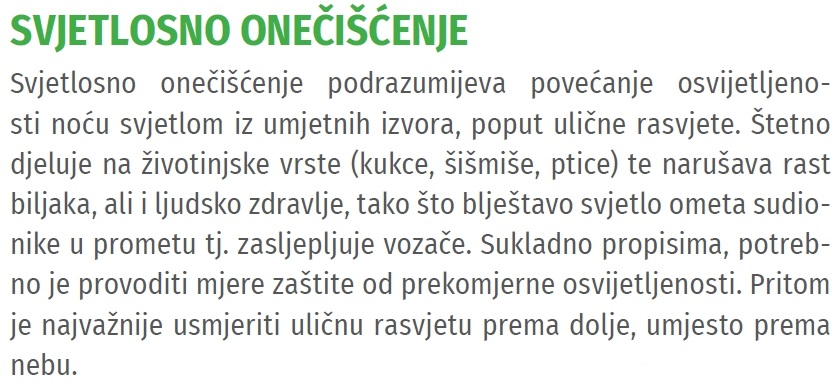 SVJETLOSNO ONEČIŠĆENJE
Svjetlosno onečišćenje podrazumijeva povećanje osvijetljeno-
sti noću svjetlom iz umjetnih izvora, poput ulične rasvjete. Štetno
djeluje na životinjske vrste (kukce, šišmiše, ptice) te narušava rast
biljaka, ali i ljudsko zdravlje, tako što blještavo svjetlo ometa sudio-
nike u prometu tj. zasljepljuje vozače. Sukladno propisima, potreb-
no je provoditi mjere zaštite od prekomjerne osvijetljenosti. Pritom
je najvažnije usmjeriti uličnu rasvjetu prema dolje, umjesto prema
nebu.